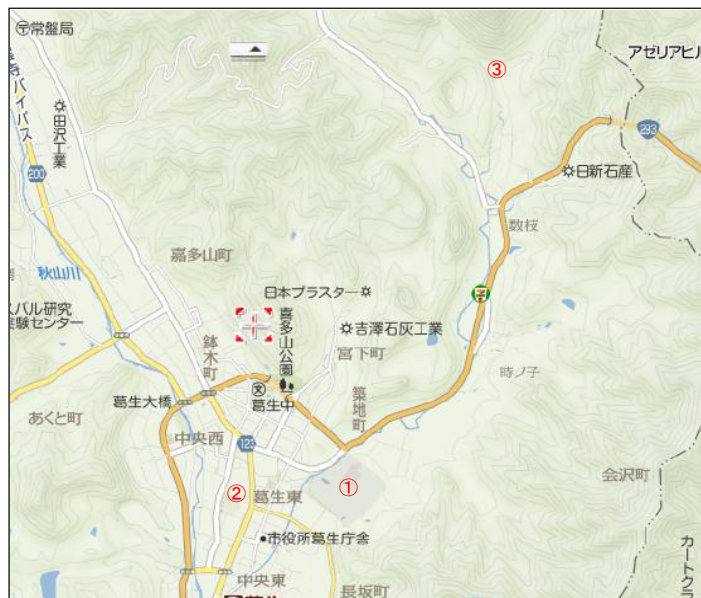 〒常盤局
③
アゼリアヒル
バイパス
田沢工業
293
200
日新石産
数枝
嘉多山町
秋山川
日本プラスター
スバル研究
実験センター
喜多山公園
吉澤石灰工業
鉢木町
宮下町
時ノ子
葛生大橋
葛生中
築地町
あくと町
中央西
123
会沢町
①
②
葛生東
市役所葛生庁舎
カートクラ
中央東
長坂町